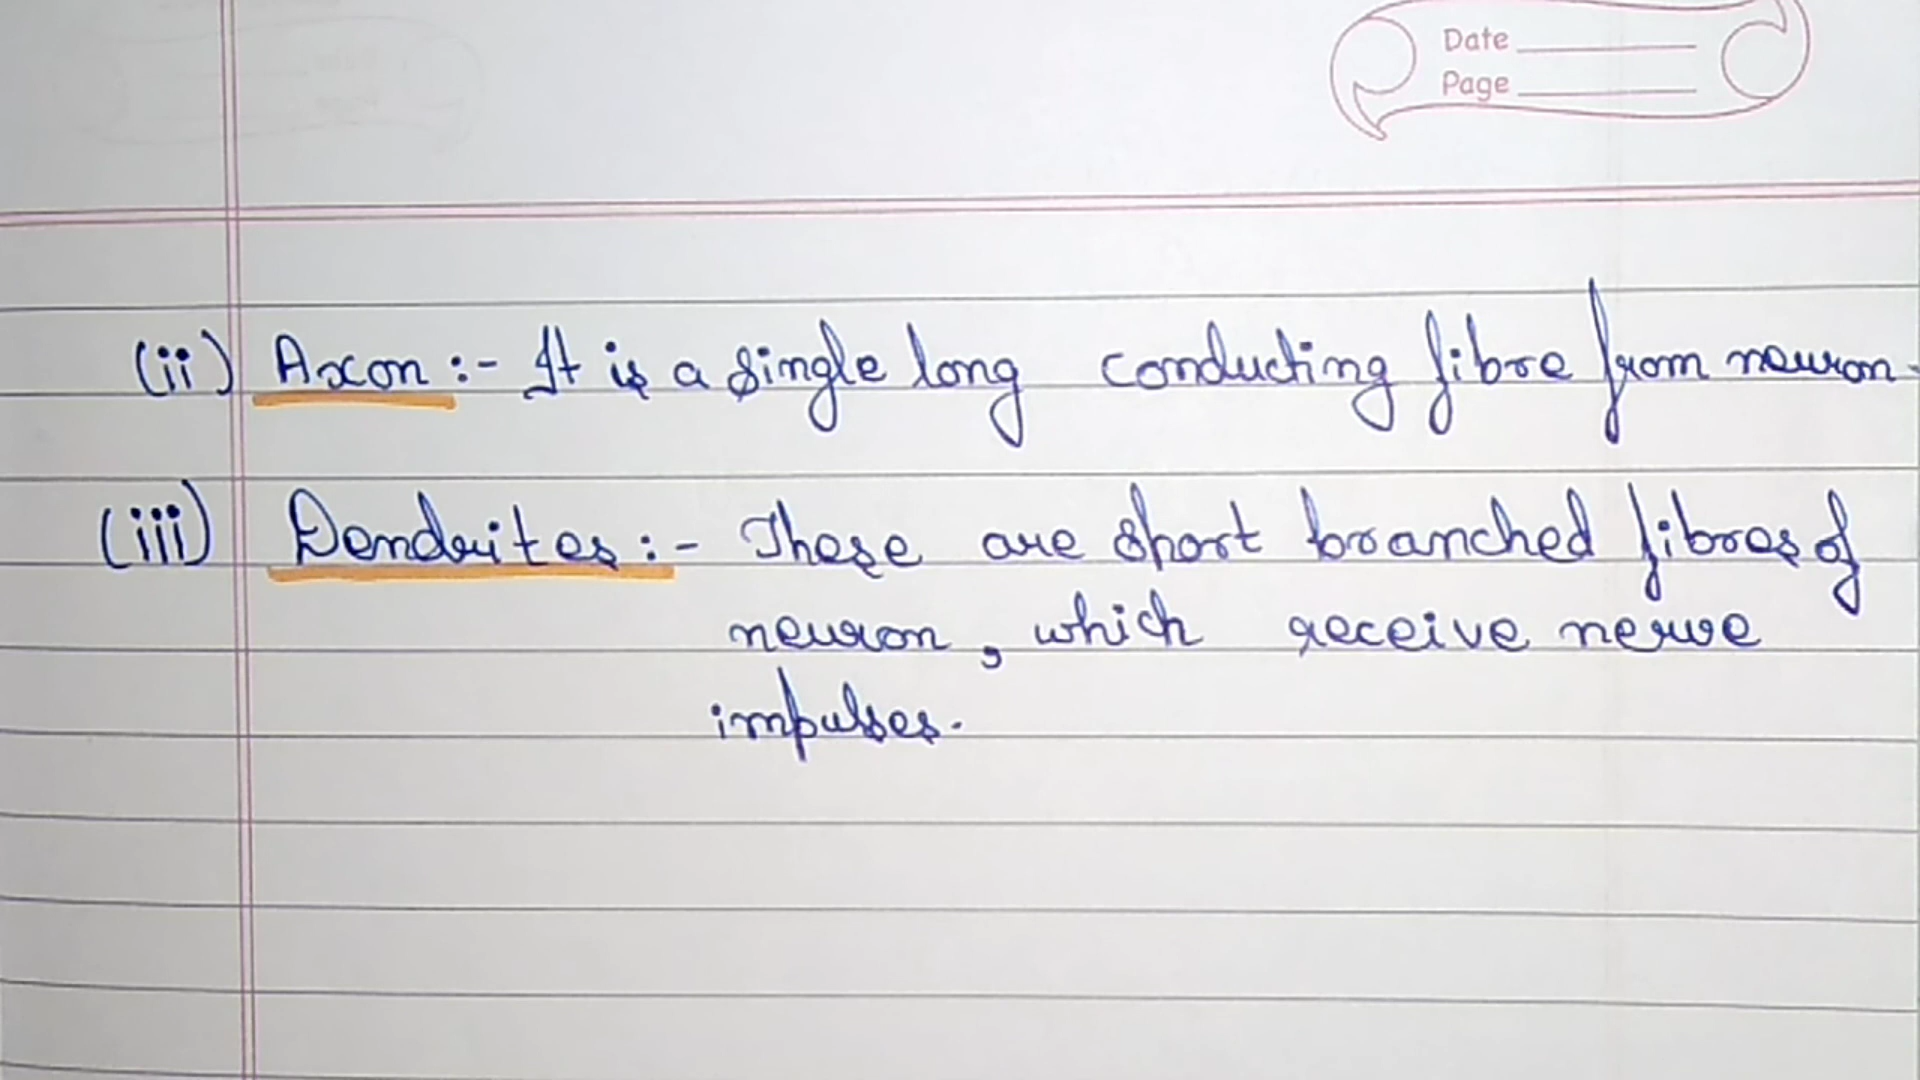 Date
Page
(ii) Axon :- It is a single long conducting fibre from neuron.
(iii) Dendrites :- These are short branched fibres of
neuron, which receive nerve
impulses.